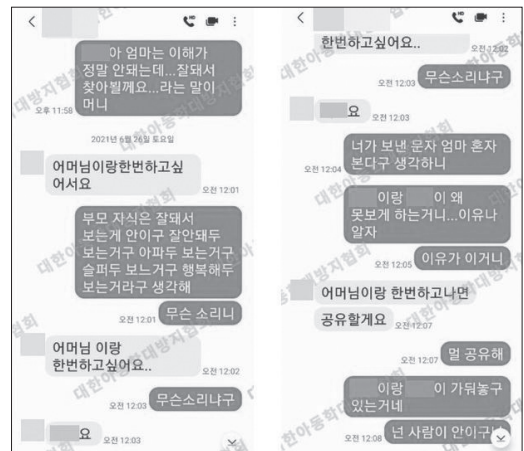 아 엄마는 이해가
정말 안돼는데...잘돼서
찾아뵐께요...라는 말이
머니
오후 11:58
2021년 6월 26일 토요일
어머님이랑한번하고싶
어서요
오전 12:01
부모 자식은 잘돼서
보는게 안이구 잘안돼두
보는거구 아파두 보는거구
슬퍼두 보느거구 행복해두
보는거라구 생각해
오전 12:01
무슨 소리니
어머님 이랑
한번하고싶어요..
오전 12:02
오전 12:03
무슨소리냐구
요
오전 12:03
한번하고싶어요..
오전 12:02
오전 12:03
무슨소리냐구
요
오전 12:03
너가 보낸 문자 엄마 혼자
본다구 생각하니
오전 12:04
이랑 이 왜
못보게 하는거니...이유나
알자
오전 12:05
이유가 이거니
어머님이랑 한번하고나면
공유할게요
오전 12:07
오전 12:07
멀 공유해
이랑 이 가둬놓구
있는거네
오전 12:08
넌 사람이 안이구나
대한아동학대방지협회